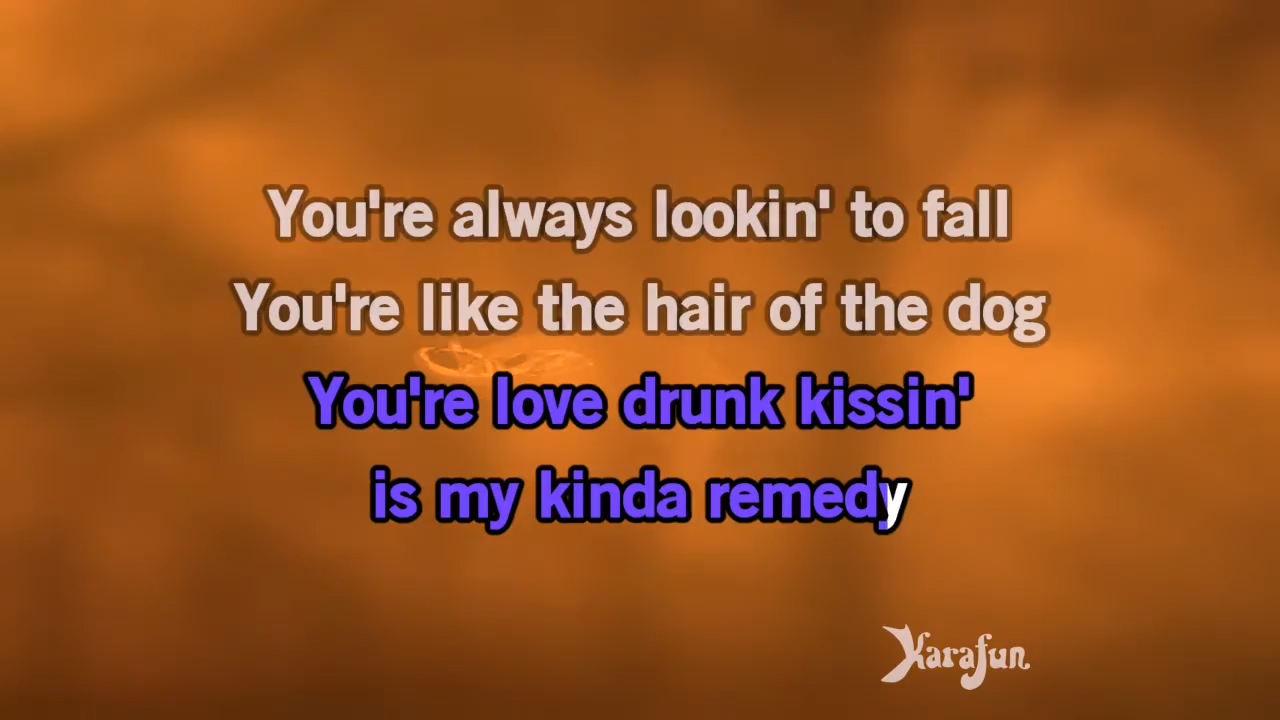 You're always lookin' to fall
You're like the hair of the dog
You're love drunk kissin'
is my kinda remedy
Karafun